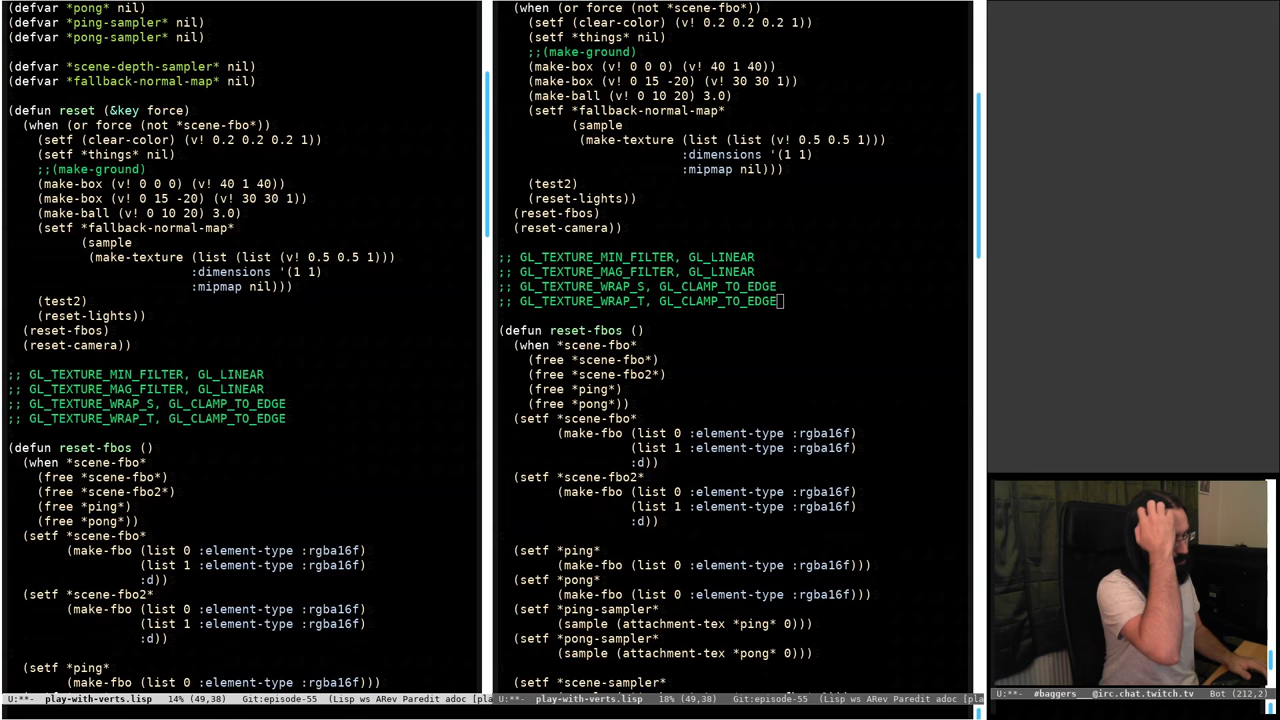 (defvar *pong* nil)
(defvar *ping-sampler* nil)
(defvar *pong-sampler* nil)
(defvar *scene-depth-sampler* nil)
(defvar *fallback-normal-map* nil)
(defun reset (&key force)
(when (or force (not *scene-fbo*))
(setf (clear-color) (v! 0.2 0.2 0.2 1))
(setf *things* nil)
;;(make-ground)
(make-box (v! 0 0 0) (v! 40 1 40))
(make-box (v! 0 15 -20) (v! 30 30 1))
(make-ball (v! 0 10 20) 3.0)
(setf *fallback-normal-map*
(sample
(make-texture (list (list (v! 0.5 0.5 1)))
:dimensions '(1 1)
:mipmap nil)))
(test2)
(reset-lights))
(reset-fbos)
(reset-camera))
;; GL_TEXTURE_MIN_FILTER, GL_LINEAR
;; GL_TEXTURE_MAG_FILTER, GL_LINEAR
;; GL_TEXTURE_WRAP_S, GL_CLAMP_TO_EDGE
;; GL_TEXTURE_WRAP_T, GL_CLAMP_TO_EDGE
(defun reset-fbos ()
(when *scene-fbo*
(free *scene-fbo*)
(free *scene-fbo2*)
(free *ping*)
(free *pong*))
(setf *scene-fbo*
(make-fbo (list 0 :element-type :rgba16f)
(list 1 :element-type :rgba16f)
:d))
(setf *scene-fbo2*
(make-fbo (list 0 :element-type :rgba16f)
(list 1 :element-type :rgba16f)
:d))
(setf *ping*
(make-fbo (list 0 :element-type :rgba16f)))
U:**- play-with-verts.lisp 14% (49,38) Git:episode-55 (Lisp ws ARev Paredit adoc [pla
(when (or force (not *scene-fbo*))
(setf (clear-color) (v! 0.2 0.2 0.2 1))
(setf *things* nil)
;;(make-ground)
(make-box (v! 0 0 0) (v! 40 1 40))
(make-box (v! 0 15 -20) (v! 30 30 1))
(make-ball (v! 0 10 20) 3.0)
(setf *fallback-normal-map*
(sample
(make-texture (list (list (v! 0.5 0.5 1)))
:dimensions '(1 1)
:mipmap nil)))
(test2)
(reset-lights))
(reset-fbos)
(reset-camera))
;; GL_TEXTURE_MIN_FILTER, GL_LINEAR
;; GL_TEXTURE_MAG_FILTER, GL_LINEAR
;; GL_TEXTURE_WRAP_S, GL_CLAMP_TO_EDGE
;; GL_TEXTURE_WRAP_T, GL_CLAMP_TO_EDGE
(defun reset-fbos ()
(when *scene-fbo*
(free *scene-fbo*)
(free *scene-fbo2*)
(free *ping*)
(free *pong*))
(setf *scene-fbo*
(make-fbo (list 0 :element-type :rgba16f)
(list 1 :element-type :rgba16f)
:d))
(setf *scene-fbo2*
(make-fbo (list 0 :element-type :rgba16f)
(list 1 :element-type :rgba16f)
:d))
(setf *ping*
(make-fbo (list 0 :element-type :rgba16f)))
(setf *pong*
(make-fbo (list 0 :element-type :rgba16f)))
(setf *ping-sampler*
(sample (attachment-tex *ping* 0)))
(setf *pong-sampler*
(sample (attachment-tex *pong* 0)))
(setf *scene-sampler*
U:**- play-with-verts.lisp 18% (49,38) Git:episode-55 (Lisp ws ARev Paredit adoc [pla
U:**- #baggers___@irc.chat.twitch.tv Bot (212,2)